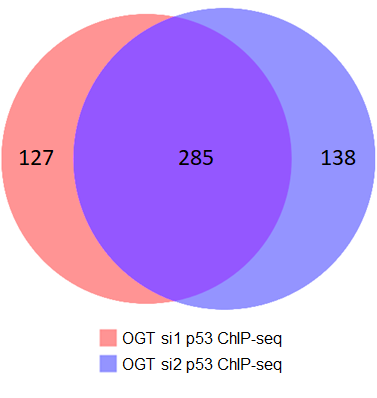 127 285 138
OGT si1 p53 ChIP-seq
OGT si2 p53 ChIP-seq